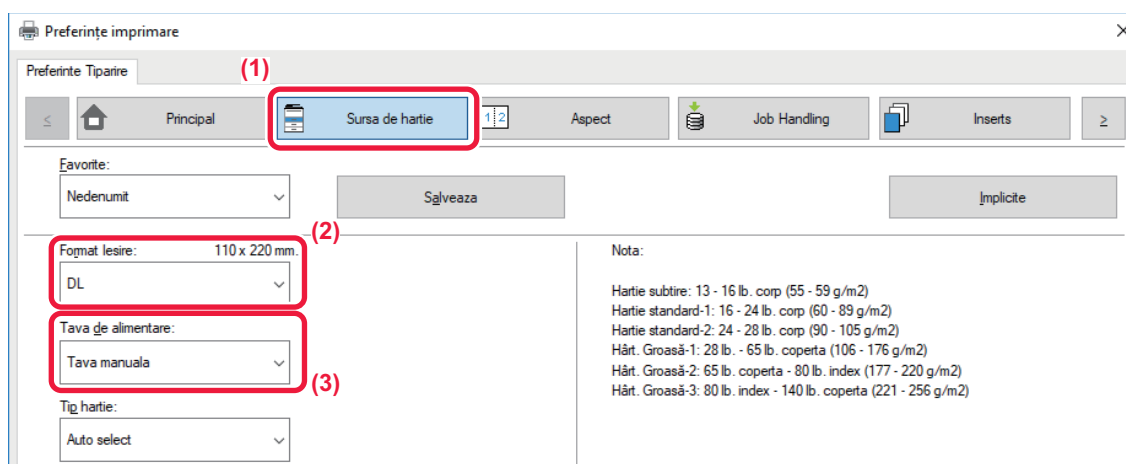 Preferințe imprimare
Preferinte Tiparire
(1)
<
Principal
Sursa de hartie
1 2
Aspect
Job Handling
Inserts
>
Favorite:
Nedenumit
Salveaza
Implicite
(2)
Format Iesire: 110 x 220 mm.
DL
Tava de alimentare:
Tava manuala
(3)
Tip hartie:
Auto select
Nota:
Hartie subtire: 13 - 16 lb. corp (55 - 59 g/m2)
Hartie standard-1: 16 - 24 lb. corp (60 - 89 g/m2)
Hartie standard-2: 24 - 28 lb. corp (90 - 105 g/m2)
Hârt. Groasă-1: 28 lb. - 65 lb. coperta (106 - 176 g/m2)
Hârt. Groasă-2: 65 lb. coperta - 80 lb. index (177 - 220 g/m2)
Hârt. Groasă-3: 80 lb. index - 140 lb. coperta (221 - 256 g/m2)